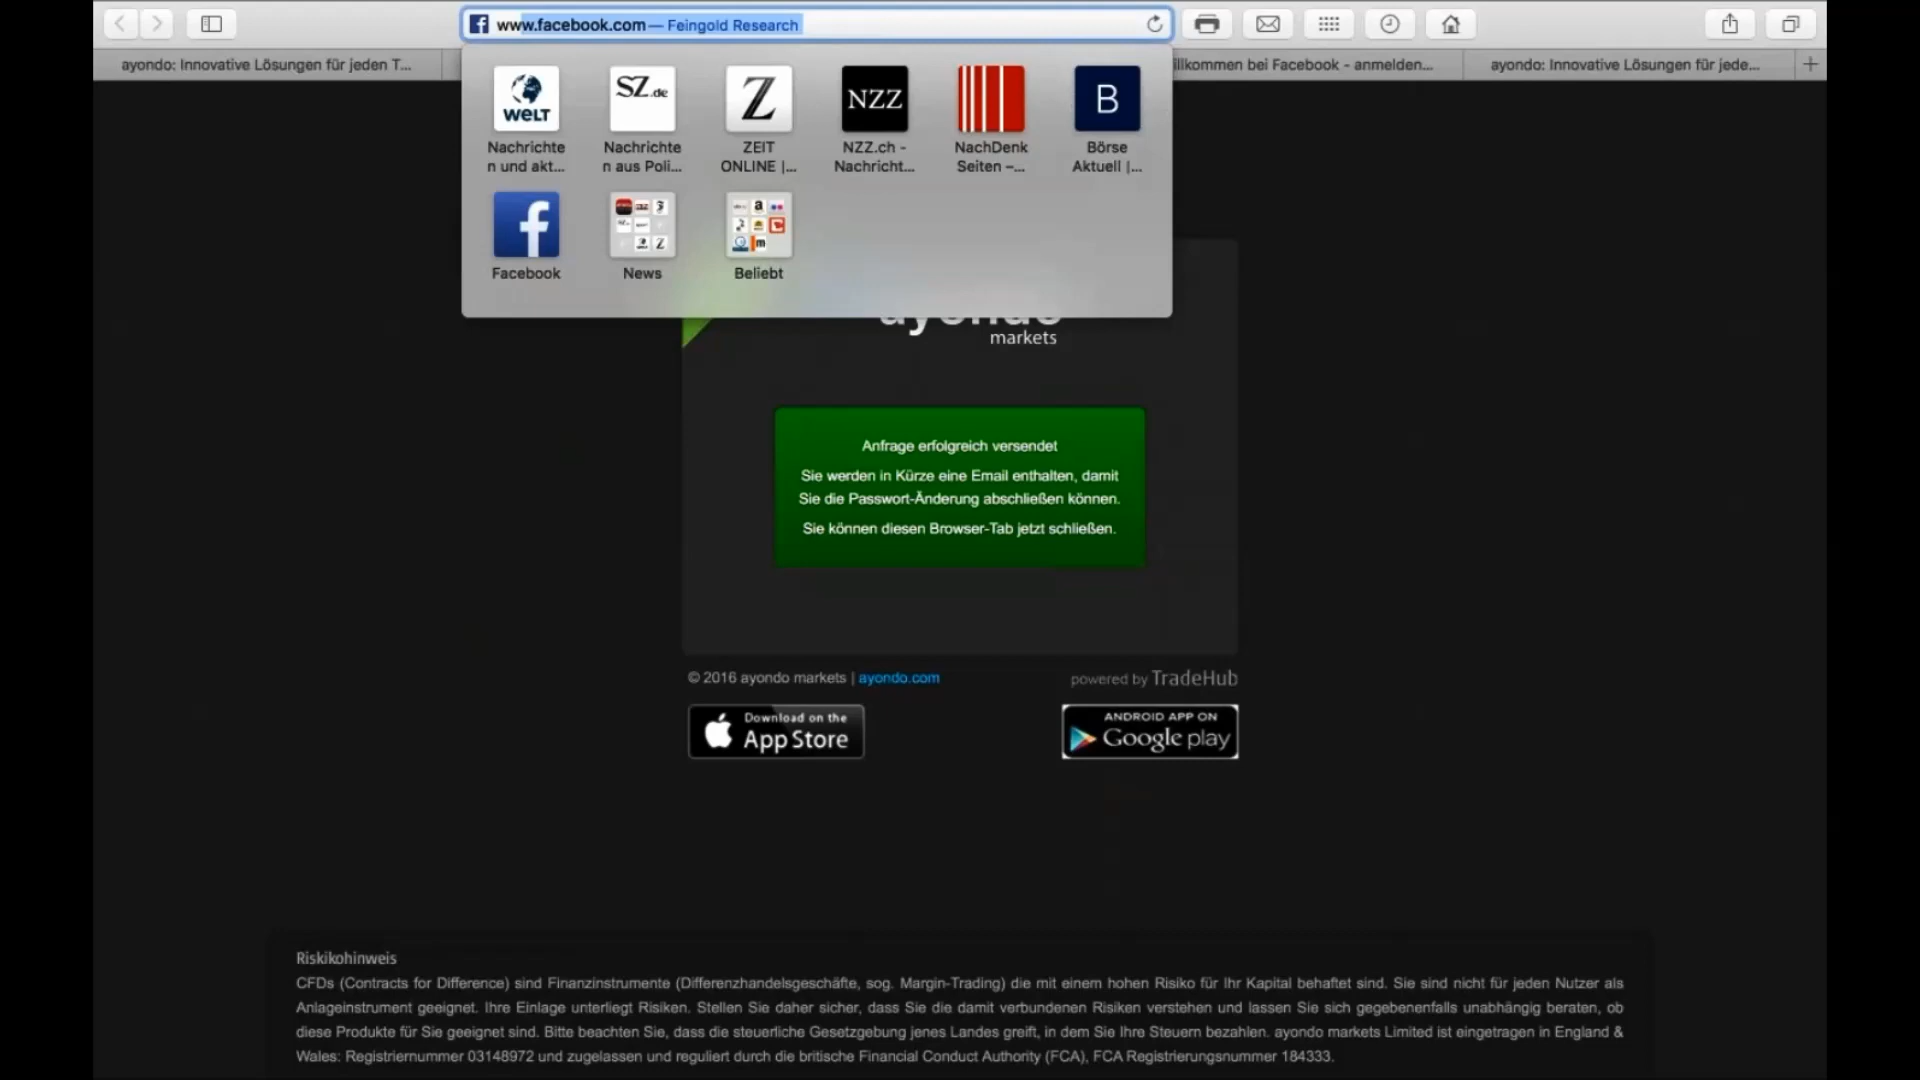 www.facebook.com — Feingold Research
ayondo: Innovative Lösungen für jeden T...
illkommen bei Facebook - anmelden...
ayondo: Innovative Lösungen für jede...
WELT
SZ.de
Z
NZZ
B
Nachrichte
n und akt...
Nachrichte
n aus Poli...
ZEIT
ONLINE |...
NZZ.ch -
Nachricht...
NachDenk
Seiten –...
Börse
Aktuell |...
Facebook
News
Beliebt
ayondo
markets
Anfrage erfolgreich versendet
Sie werden in Kürze eine Email enthalten, damit
Sie die Passwort-Änderung abschließen können.
Sie können diesen Browser-Tab jetzt schließen.
© 2016 ayondo markets | ayondo.com
powered by TradeHub
Download on the
App Store
ANDROID APP ON
Google play
Riskikohinweis
CFDs (Contracts for Difference) sind Finanzinstrumente (Differenzhandelsgeschäfte, sog. Margin-Trading) die mit einem hohen Risiko für Ihr Kapital behaftet sind. Sie sind nicht für jeden Nutzer als
Anlageinstrument geeignet. Ihre Einlage unterliegt Risiken. Stellen Sie daher sicher, dass Sie die damit verbundenen Risiken verstehen und lassen Sie sich gegebenenfalls unabhängig beraten, ob
diese Produkte für Sie geeignet sind. Bitte beachten Sie, dass die steuerliche Gesetzgebung jenes Landes greift, in dem Sie Ihre Steuern bezahlen. ayondo markets Limited ist eingetragen in England &
Wales: Registriernummer 03148972 und zugelassen und reguliert durch die britische Financial Conduct Authority (FCA), FCA Registrierungsnummer 184333.